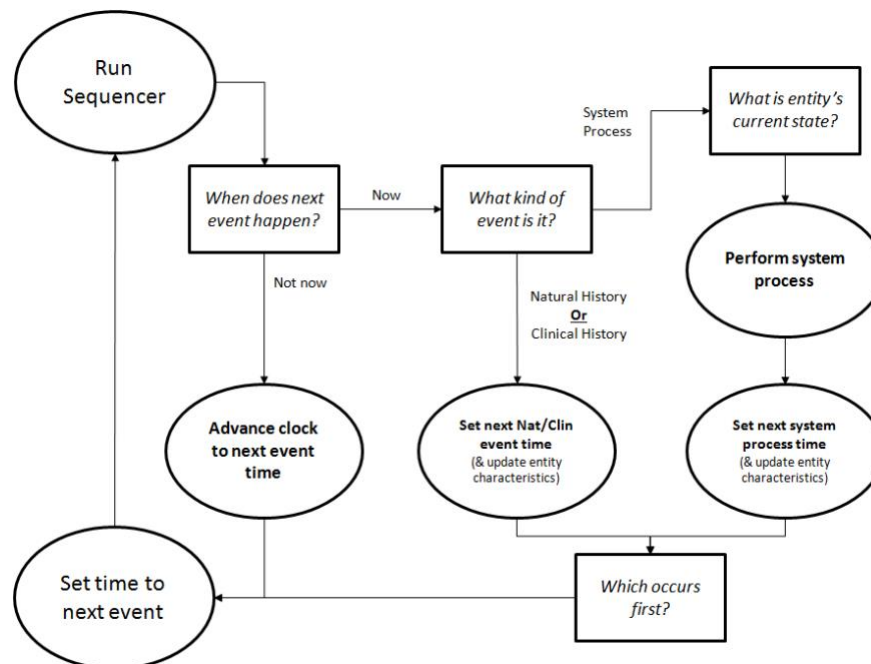 Run
Sequencer
When does next
event happen?
Now
What kind of
event is it?
System
Process
What is entity's
current state?
Perform system
process
Not now
Natural History
Or
Clinical History
Advance clock
to next event
time
Set next Nat/Clin
event time
(& update entity
characteristics)
Set next system
process time
(& update entity
characteristics)
Which occurs
first?
Set time to
next event